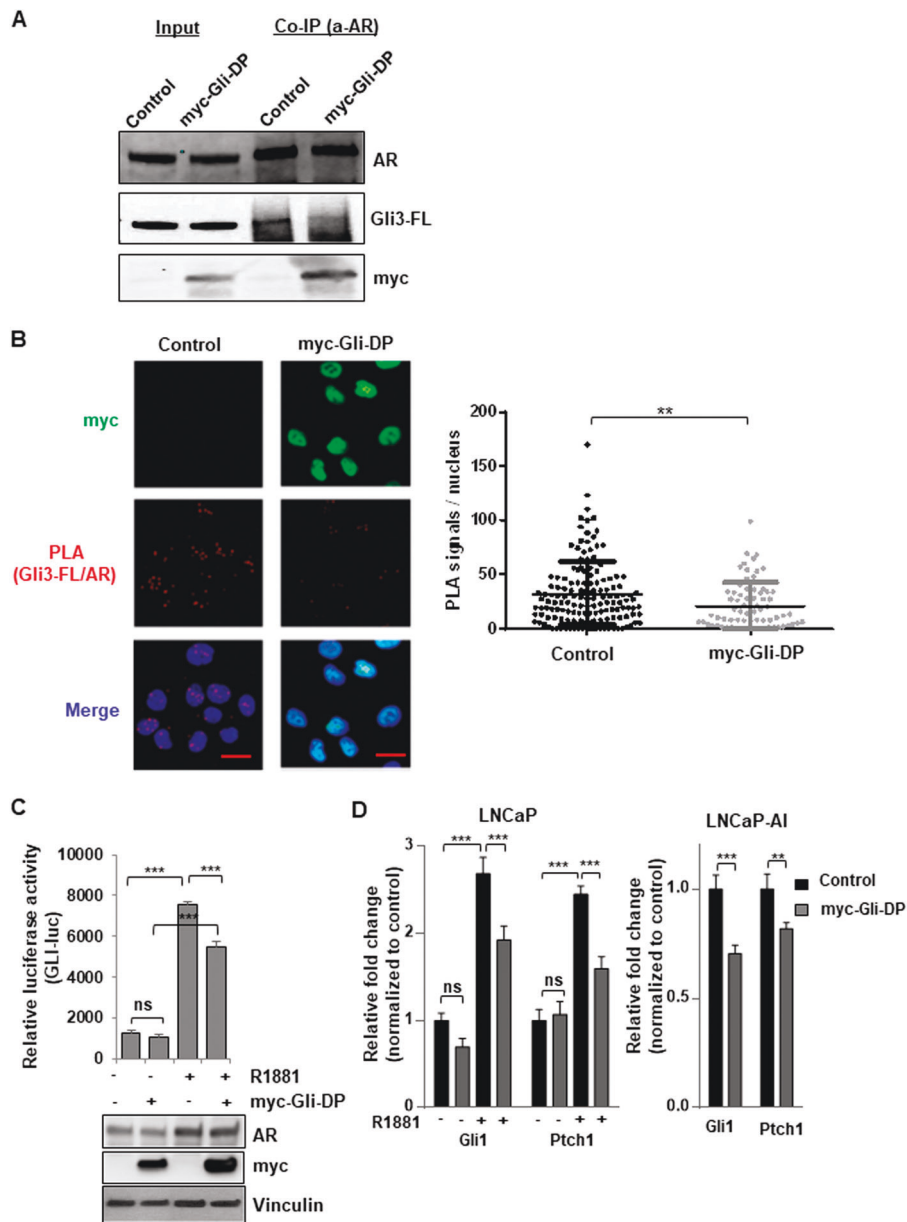 A
Input
Co-IP (a-AR)
Control
myc-Gli-DP
Control
myc-Gli-DP
AR
Gli3-FL
myc
B
Control
myc-Gli-DP
myc
PLA
(Gli3-FL/AR)
Merge
PLA signals / nucleus
200
150
100
50
0
**
Control
myc-Gli-DP
C
Relative luciferase activity
(GLI-luc)
10000
8000
6000
4000
2000
0
***
***
***
ns
- - + + R1881
- + - + myc-Gli-DP
AR
myc
Vinculin
D
LNCaP
Relative fold change
(normalized to control)
3
2
1
0
***
***
***
***
ns
ns
R1881 - - + + - - + +
Gli1
Ptch1
LNCaP-AI
Relative fold change
(normalized to control)
1.0
0.5
0.0
***
**
Gli1
Ptch1
Control
myc-Gli-DP